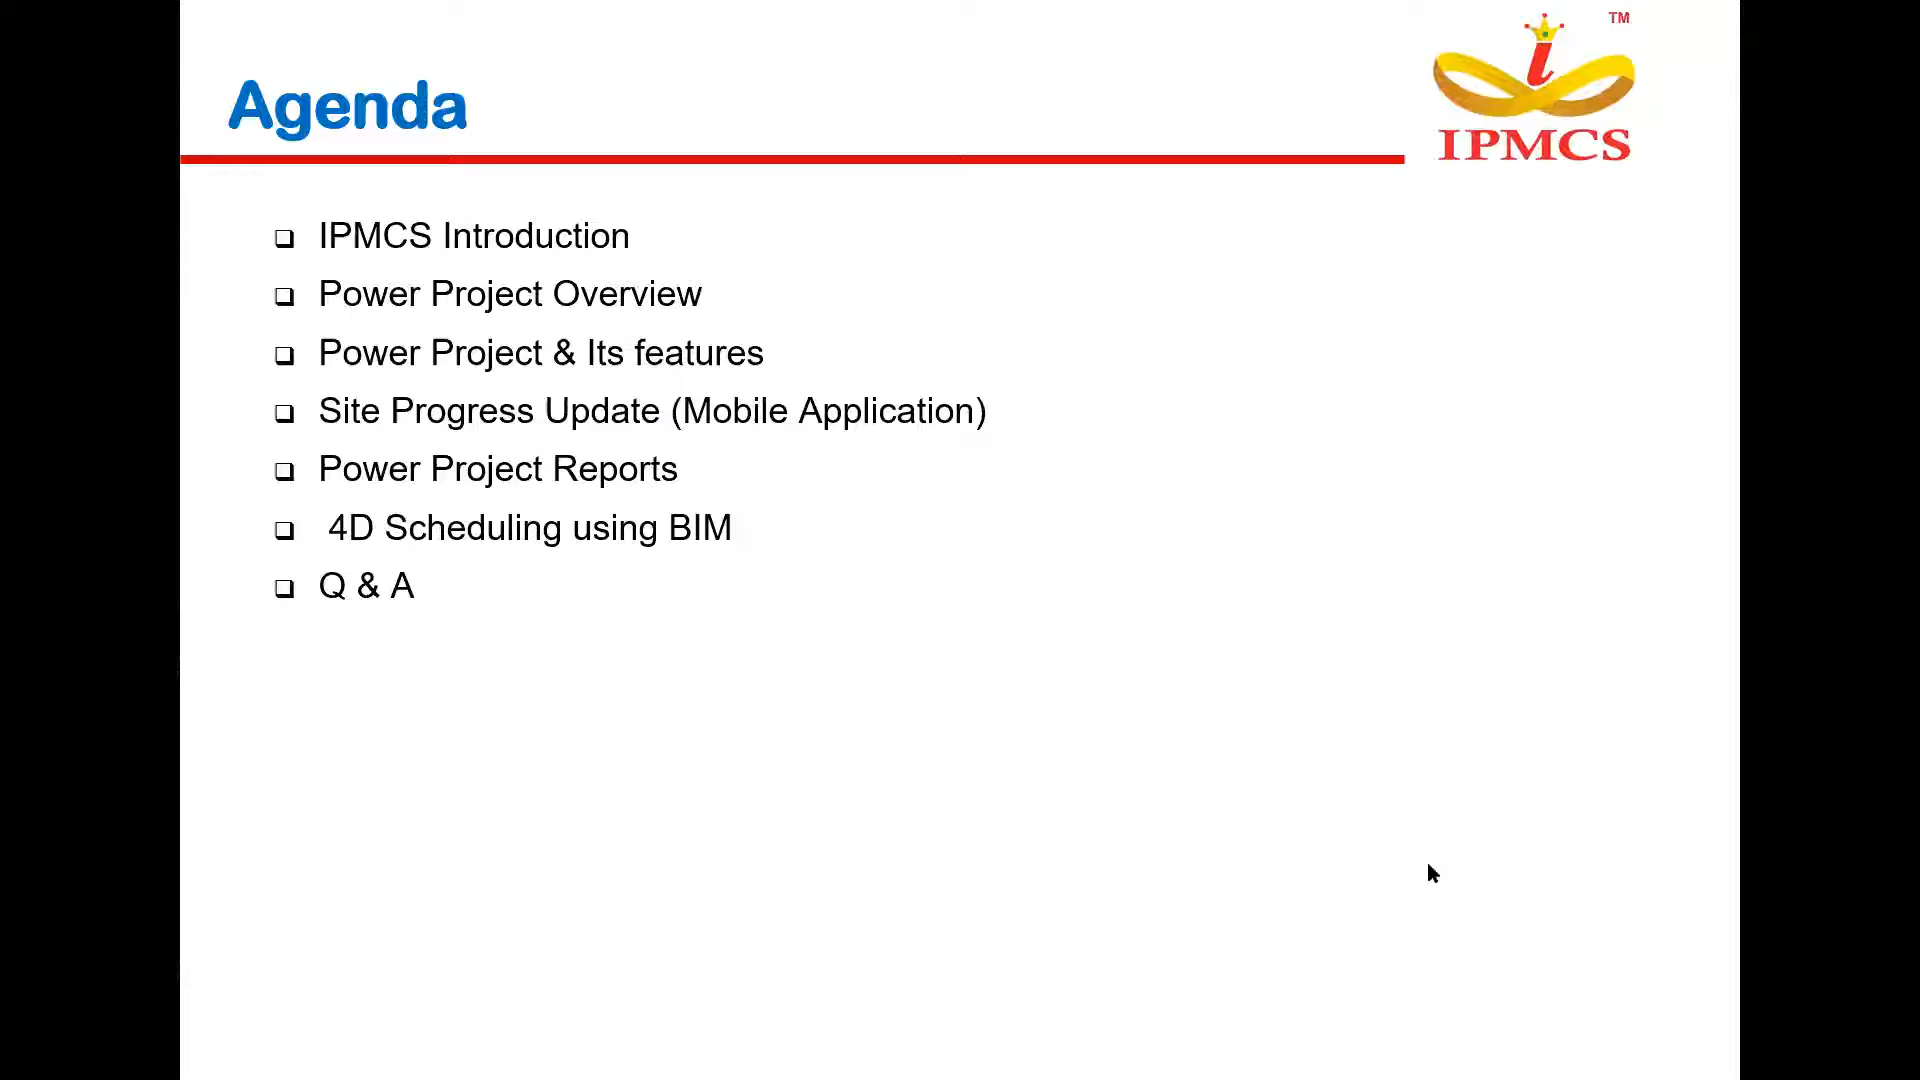 TM
Agenda
IPMCS
IPMCS Introduction
Power Project Overview
Power Project & Its features
Site Progress Update (Mobile Application)
Power Project Reports
4D Scheduling using BIM
Q & A